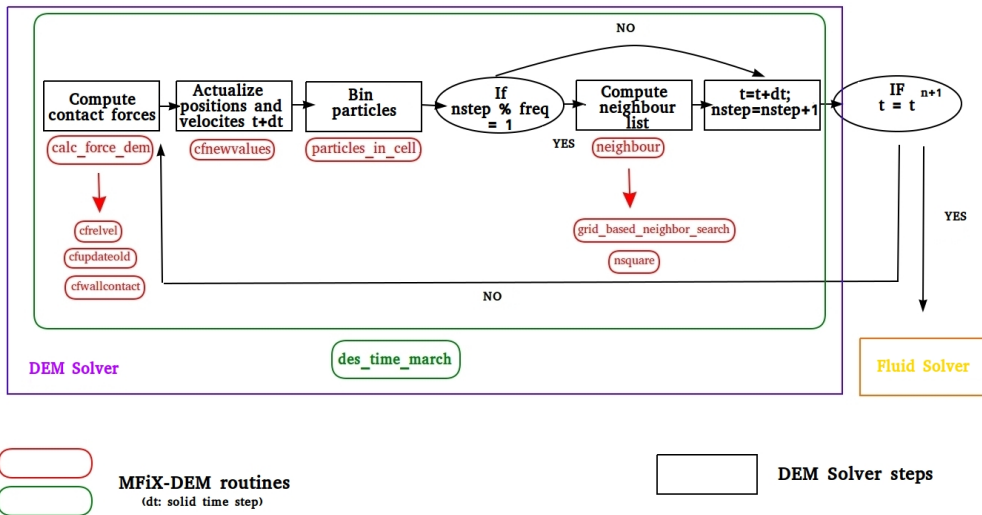 NO
Compute
contact forces
Actualize
positions and
velocites t+dt
Bin
particles
If
nstep % freq
= 1
Compute
neighbour
list
t=t+dt;
nstep=nstep+1
IF
t = t n+1
calc_force_dem
cfnewvalues
particles_in_cell
YES
neighbour
cfrelvel
cfupdateold
cfwallcontact
grid_based_neighbor_search
nsquare
YES
NO
DEM Solver
des_time_march
Fluid Solver
MFiX-DEM routines
(dt: solid time step)
DEM Solver steps